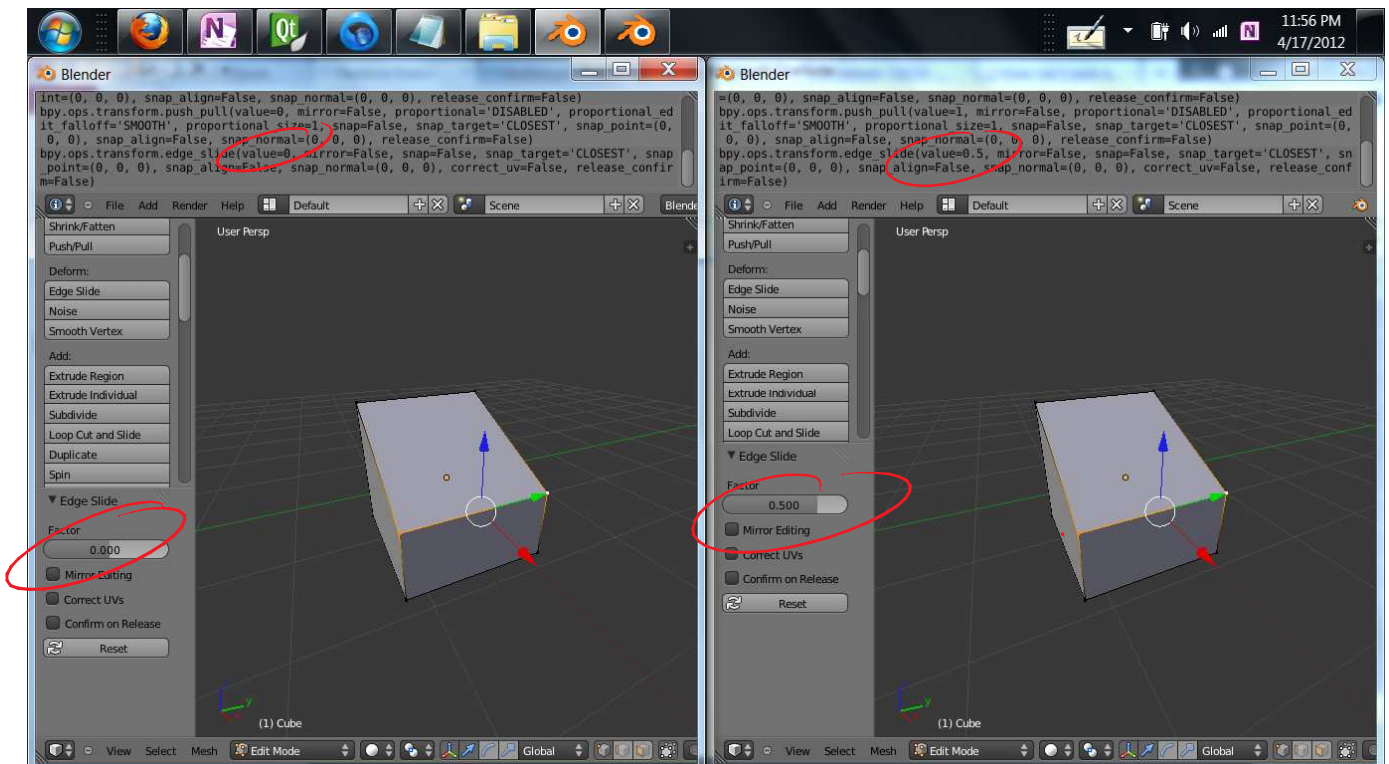 11:56 PM
4/17/2012
Blender
int=(0, 0, 0), snap_align=False, snap_normal=(0, 0, 0), release_confirm=False)
bpy.ops.transform.push_pull(value=0, mirror=False, proportional='DISABLED', proportional_ed
it_falloff='SMOOTH', proportional_size=1, snap=False, snap_target='CLOSEST', snap_point=(0,
0, 0), snap_align=False, snap_normal=(0, 0, 0), release_confirm=False)
bpy.ops.transform.edge_slide(value=0, mirror=False, snap=False, snap_target='CLOSEST', snap
_point=(0, 0, 0), snap_align=False, snap_normal=(0, 0, 0), correct_uv=False, release_confir
m=False)
File Add Render Help Default Scene Blende
Shrink/Fatten
Push/Pull
Deform:
Edge Slide
Noise
Smooth Vertex
Add:
Extrude Region
Extrude Individual
Subdivide
Loop Cut and Slide
Duplicate
Spin
Edge Slide
Factor
0.000
Mirror Editing
Correct UVs
Confirm on Release
Reset
User Persp
y
(1) Cube
View Select Mesh Edit Mode Global
Blender
=(0, 0, 0), snap_align=False, snap_normal=(0, 0, 0), release_confirm=False)
bpy.ops.transform.push_pull(value=1, mirror=False, proportional='DISABLED', proportional_ed
it_falloff='SMOOTH', proportional_size=1, snap=False, snap_target='CLOSEST', snap_point=(0,
0, 0), snap_align=False, snap_normal=(0, 0, 0), release_confirm=False)
bpy.ops.transform.edge_slide(value=0.5, mirror=False, snap=False, snap_target='CLOSEST', sn
ap_point=(0, 0, 0), snap_align=False, snap_normal=(0, 0, 0), correct_uv=False, release_conf
irm=False)
File Add Render Help Default Scene
Shrink/Fatten
Push/Pull
Deform:
Edge Slide
Noise
Smooth Vertex
Add:
Extrude Region
Extrude Individual
Subdivide
Loop Cut and Slide
Edge Slide
Factor
0.500
Mirror Editing
Correct UVs
Confirm on Release
Reset
User Persp
y
(1) Cube
View Select Mesh Edit Mode Global